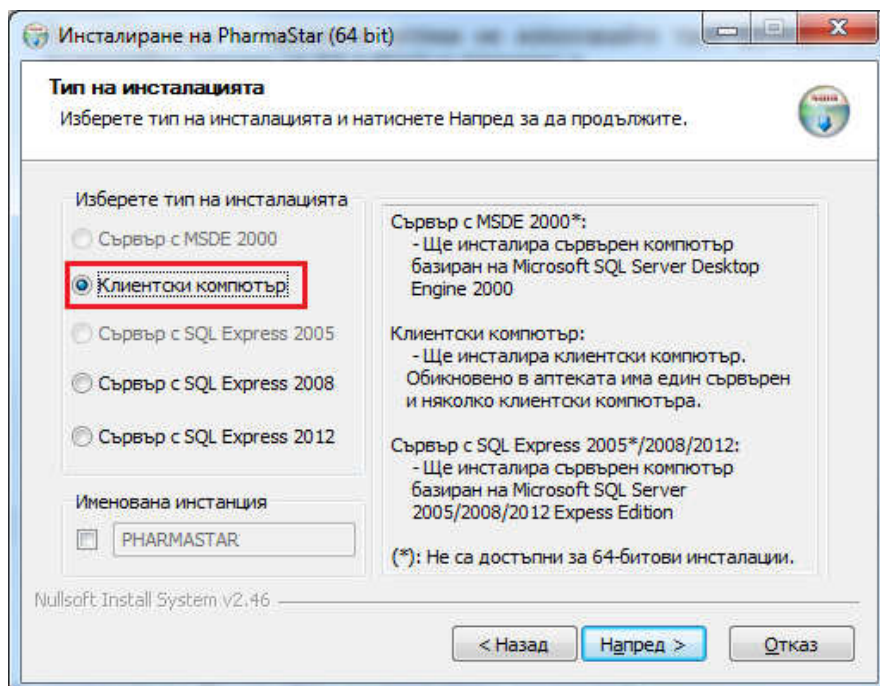 Инсталиране на PharmaStar (64 bit)
Тип на инсталацията
Изберете тип на инсталацията и натиснете Напред за да продължите.
Изберете тип на инсталацията
Сървър с MSDE 2000
Клиентски компютър
Сървър с SQL Express 2005
Сървър с SQL Express 2008
Сървър с SQL Express 2012
Именована инстанция
PHARMASTAR
Сървър с MSDE 2000*:
- Ще инсталира сървърен компютър
базиран на Microsoft SQL Server Desktop
Engine 2000
Клиентски компютър:
- Ще инсталира клиентски компютър.
Обикновено в аптеката има един сървърен
и няколко клиентски компютъра.
Сървър с SQL Express 2005*/2008/2012:
- Ще инсталира сървърен компютър
базиран на Microsoft SQL Server
2005/2008/2012 Expess Edition
(*): Не са достъпни за 64-битови инсталации.
Nullsoft Install System v2.46
< Назад
Напред >
Отказ